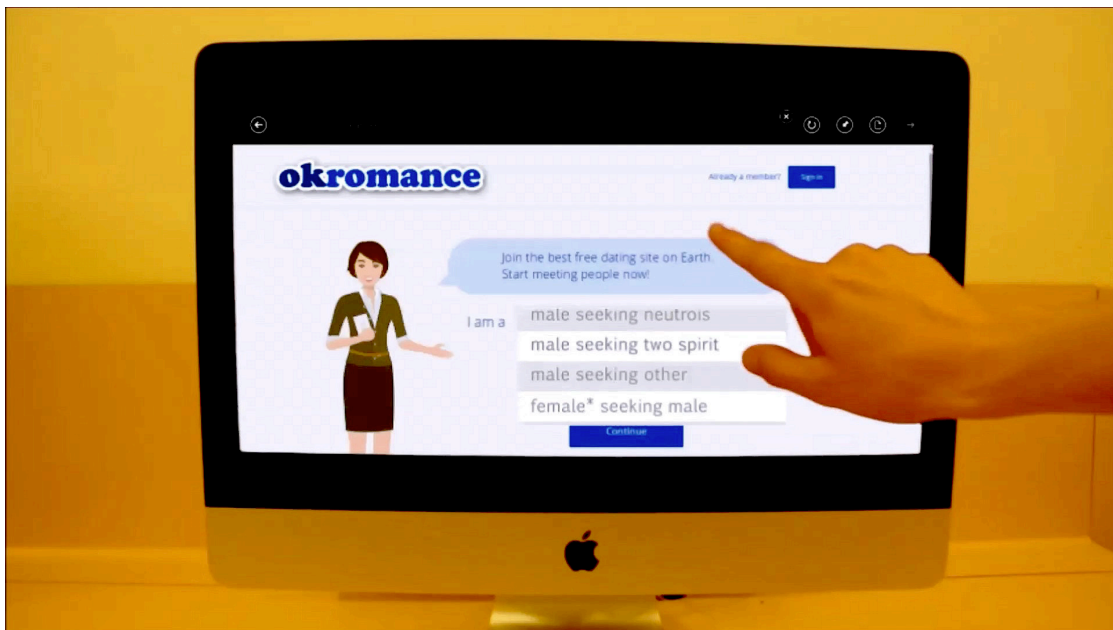 okromance
Already a member?
Sign in
Join the best free dating site on Earth.
Start meeting people now!
I am a
male seeking neutrois
male seeking two spirit
male seeking other
female* seeking male
Continue